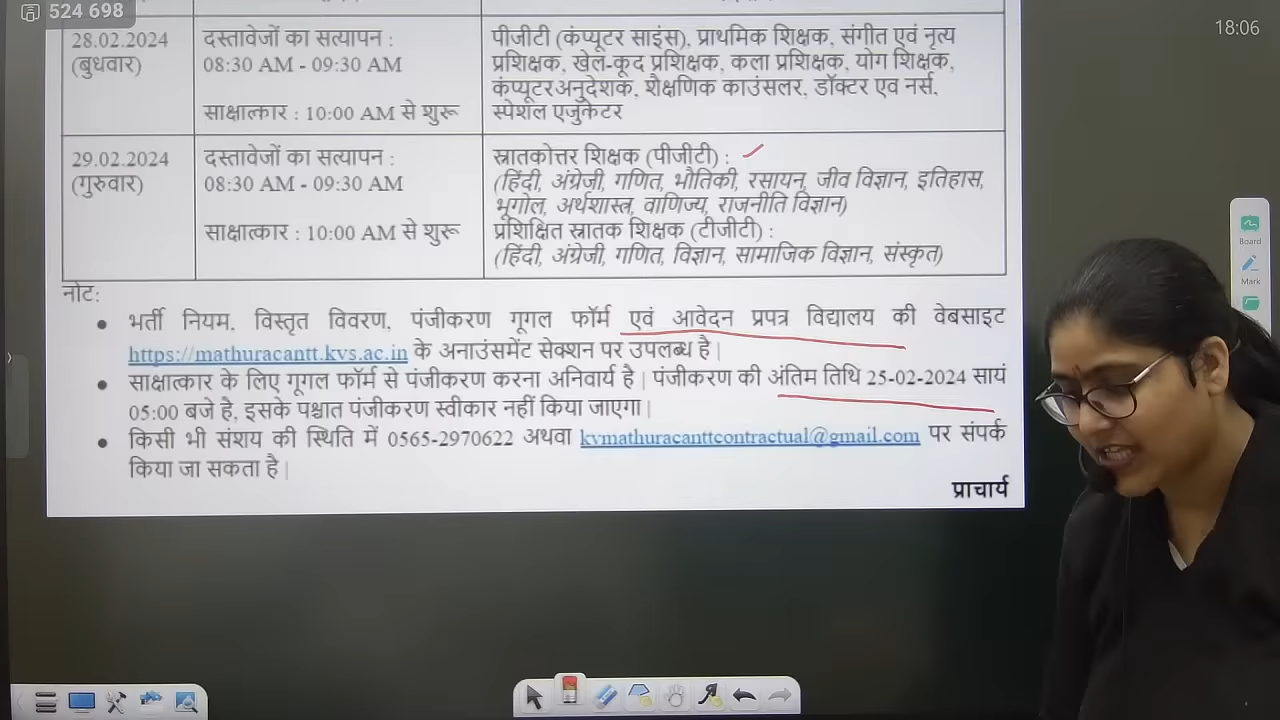 524 698
18:06
28.02.2024
(बुधवार)
दस्तावेजों का सत्यापन :
08:30 AM - 09:30 AM
साक्षात्कार : 10:00 AM से शुरू
पीजीटी (कंप्यूटर साइंस), प्राथमिक शिक्षक, संगीत एवं नृत्य
प्रशिक्षक, खेल-कूद प्रशिक्षक, कला प्रशिक्षक, योग शिक्षक,
कंप्यूटर अनुदेशक, शैक्षणिक काउंसलर, डॉक्टर एव नर्स,
स्पेशल एजुकेटर
29.02.2024
(गुरुवार)
दस्तावेजों का सत्यापन :
08:30 AM - 09:30 AM
साक्षात्कार : 10:00 AM से शुरू
स्नातकोत्तर शिक्षक (पीजीटी) :
(हिंदी, अंग्रेजी, गणित, भौतिकी, रसायन, जीव विज्ञान, इतिहास,
भूगोल, अर्थशास्त्र, वाणिज्य, राजनीति विज्ञान)
प्रशिक्षित स्नातक शिक्षक (टीजीटी) :
(हिंदी, अंग्रेजी, गणित, विज्ञान, सामाजिक विज्ञान, संस्कृत)
नोट:
• भर्ती नियम, विस्तृत विवरण, पंजीकरण गूगल फॉर्म एवं आवेदन प्रपत्र विद्यालय की वेबसाइट
https://mathuracantt.kvs.ac.in के अनाउंसमेंट सेक्शन पर उपलब्ध है|
• साक्षात्कार के लिए गूगल फॉर्म से पंजीकरण करना अनिवार्य है| पंजीकरण की अंतिम तिथि 25-02-2024 सायं
05:00 बजे है, इसके पश्चात पंजीकरण स्वीकार नहीं किया जाएगा|
• किसी भी संशय की स्थिति में 0565-2970622 अथवा kvmathuracanttcontractual@gmail.com पर संपर्क
किया जा सकता है|
प्राचार्य
Board
Mark